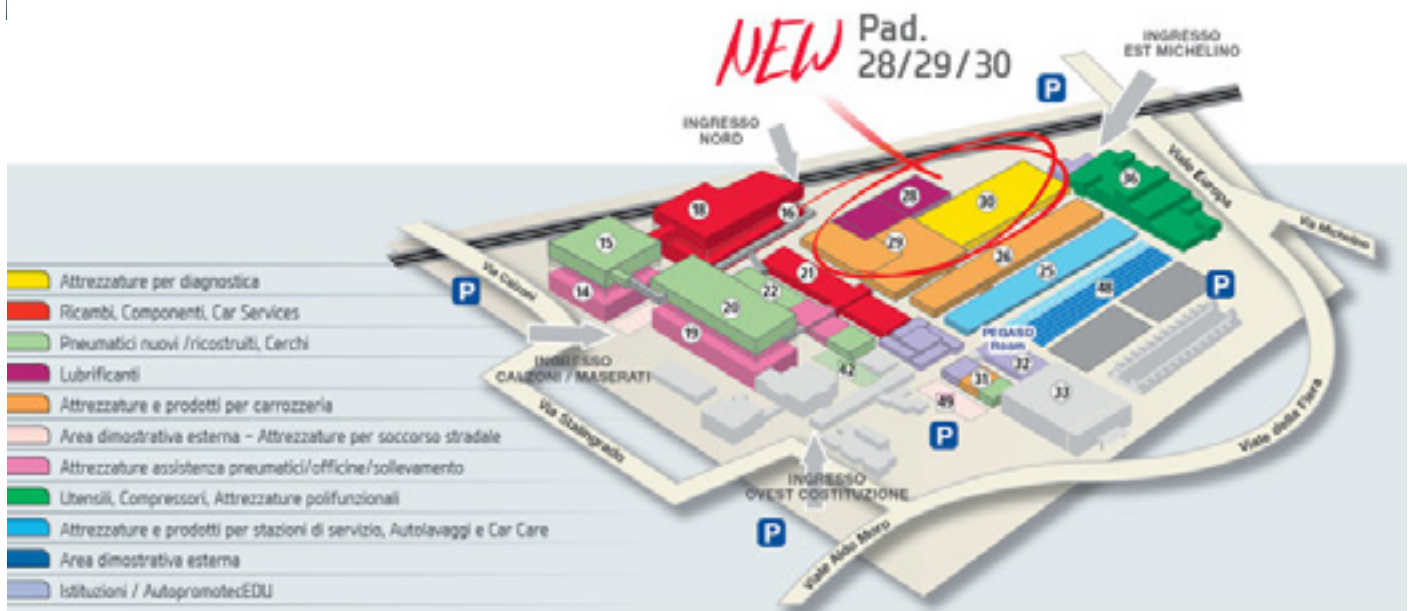 NEW Pad.
28/29/30
INGRESSO
EST MICHELINO
P
INGRESSO
NORD
Viale Europa
Via Michelino
36
28
30
18
16
29
15
26
21
25
Via Calzoni
P
14
22
48
P
20
PEGASO
Room
19
32
INGRESSO
CALZONI / MASERATI
42
31
33
49
P
Via Stalingrado
Viale della Fiera
INGRESSO
OVEST COSTITUZIONE
P
Viale Aldo Moro
Attrezzature per diagnostica
Ricambi, Componenti, Car Services
Pneumatici nuovi /ricostruiti, Cerchi
Lubrificanti
Attrezzature e prodotti per carrozzeria
Area dimostrativa esterna – Attrezzature per soccorso stradale
Attrezzature assistenza pneumatici/officine/sollevamento
Utensili, Compressori, Attrezzature polifunzionali
Attrezzature e prodotti per stazioni di servizio, Autolavaggi e Car Care
Area dimostrativa esterna
Istituzioni / AutopromotecEDU